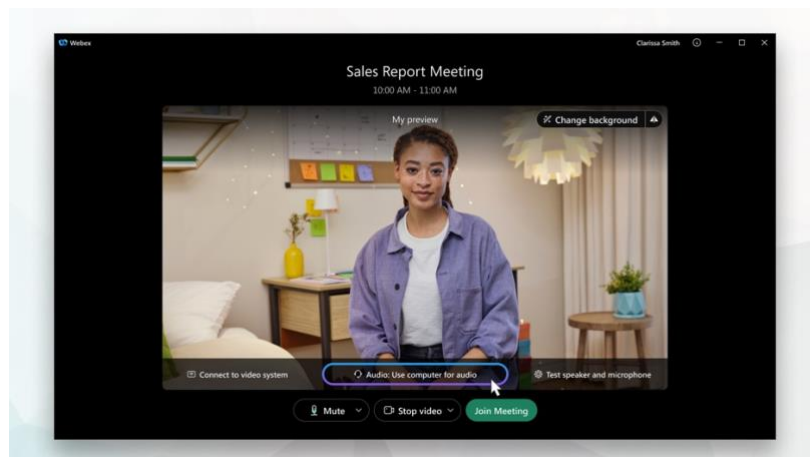 Webex
Clarissa Smith
Sales Report Meeting
10:00 AM - 11:00 AM
My preview
Change background
Connect to video system
Audio: Use computer for audio
Test speaker and microphone
Mute
Stop video
Join Meeting